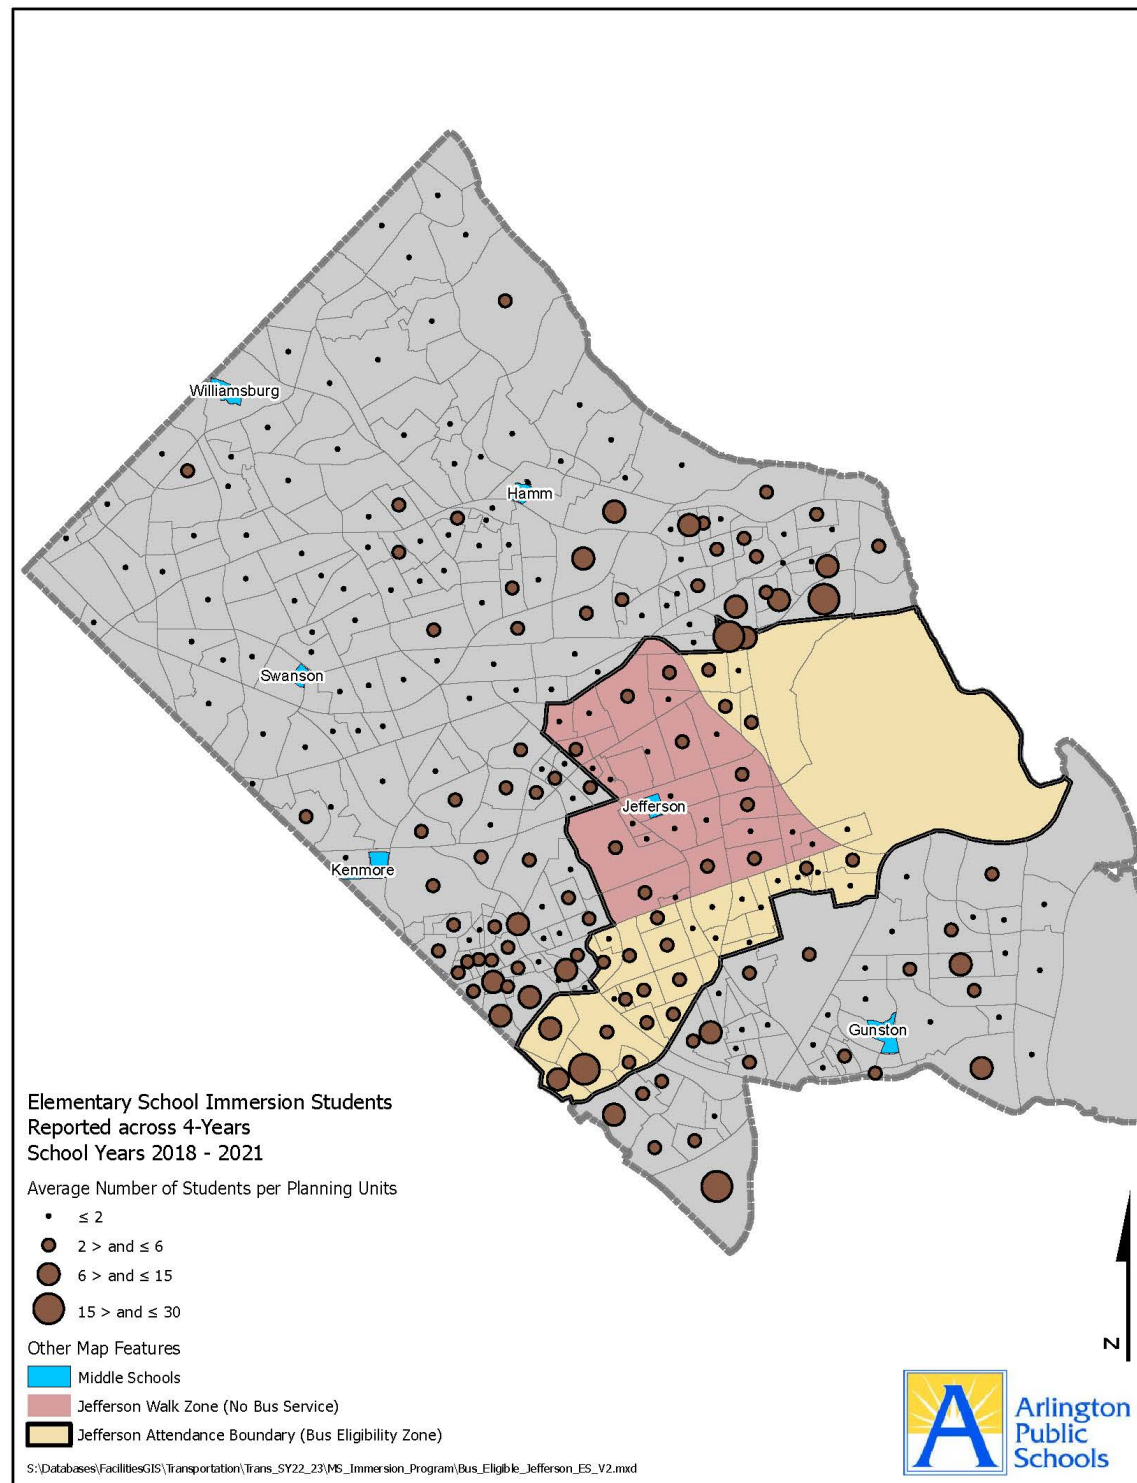 Williamsburg
Hamm
Swanson
Jefferson
Kenmore
Gunston
Elementary School Immersion Students
Reported across 4-Years
School Years 2018 - 2021
Average Number of Students per Planning Units
≤ 2
2 > and ≤ 6
6 > and ≤ 15
15 > and ≤ 30
Other Map Features
Middle Schools
Jefferson Walk Zone (No Bus Service)
Jefferson Attendance Boundary (Bus Eligibility Zone)
S:\Databases\FacilitiesGIS\Transportation\Trans_SY22_23\MS_Immersion_Program\Bus_Eligible_Jefferson_ES_V2.mxd
N
A
Arlington
Public
Schools